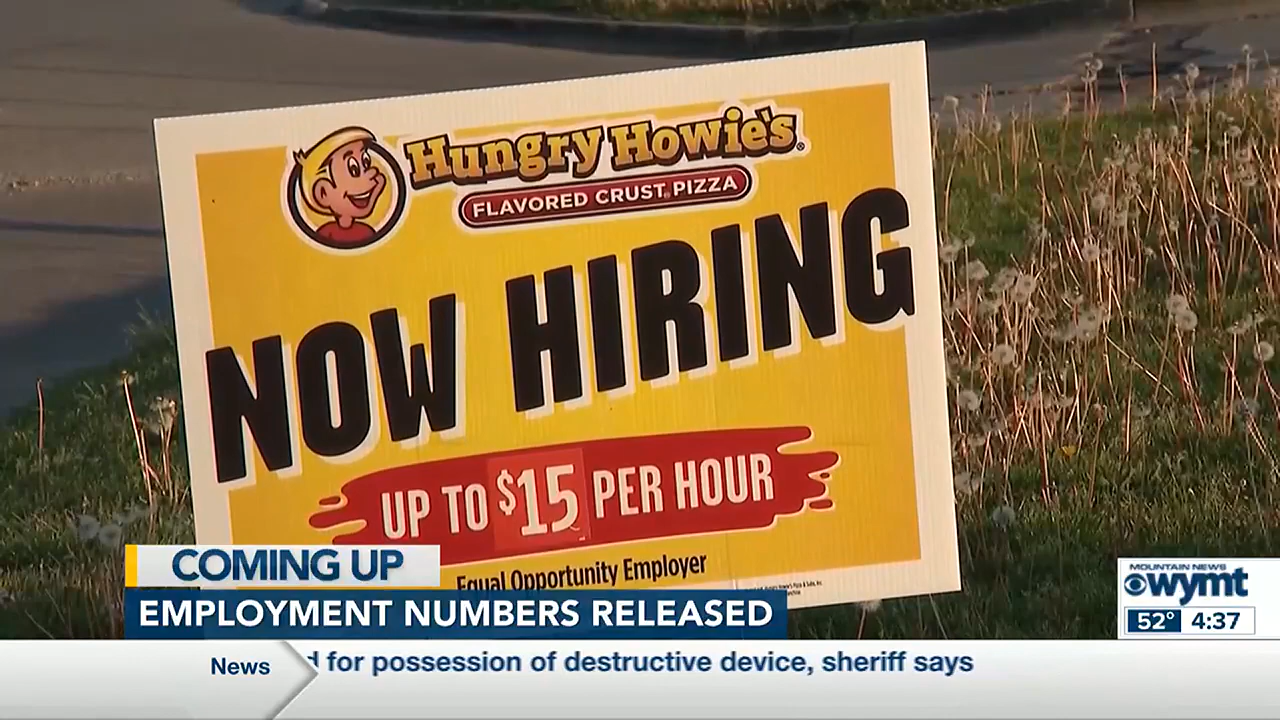 Hungry Howie's®
FLAVORED CRUST® PIZZA
NOW HIRING
UP TO $15 PER HOUR
Equal Opportunity Employer
COMING UP
EMPLOYMENT NUMBERS RELEASED
MOUNTAIN NEWS
wymt
52° 4:37
News
for possession of destructive device, sheriff says